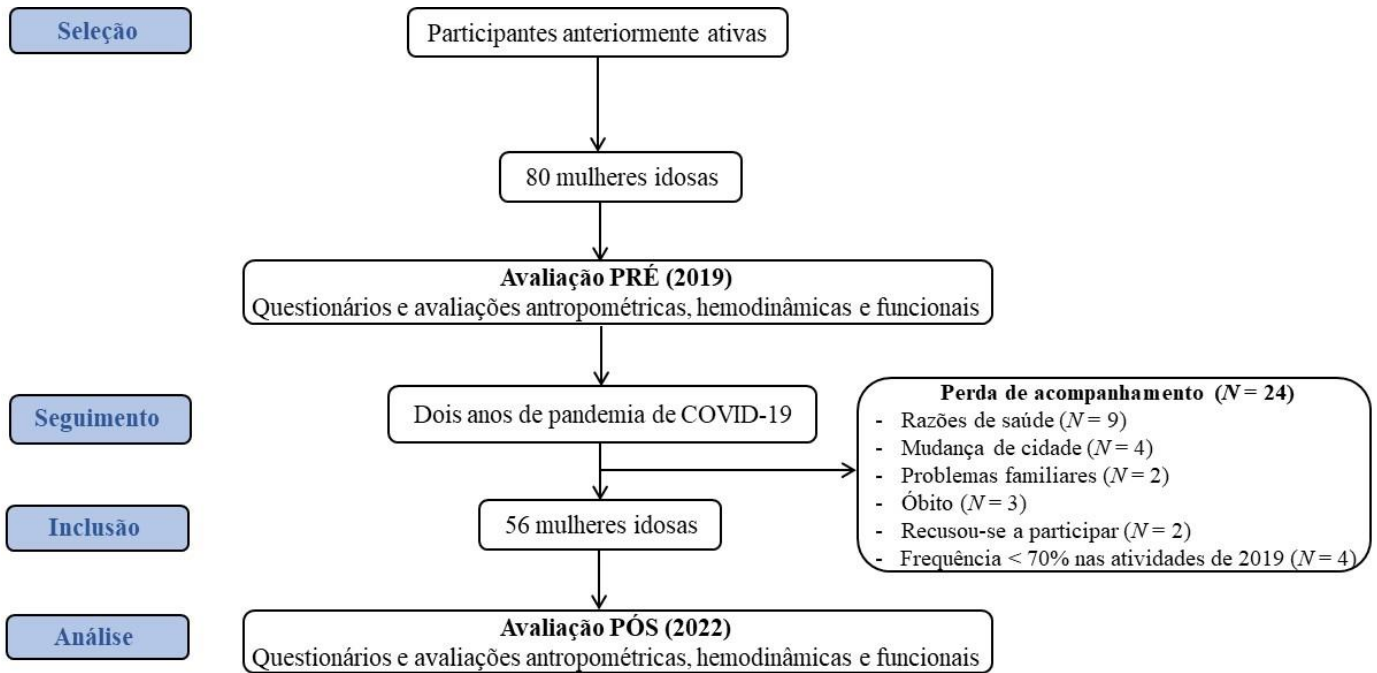 Seleção
Participantes anteriormente ativas
80 mulheres idosas
Avaliação PRÉ (2019)
Questionários e avaliações antropométricas, hemodinâmicas e funcionais
Seguimento
Dois anos de pandemia de COVID-19
Perda de acompanhamento (N = 24)
- Razões de saúde (N = 9)
- Mudança de cidade (N = 4)
- Problemas familiares (N = 2)
- Óbito (N = 3)
- Recusou-se a participar (N = 2)
- Frequência < 70% nas atividades de 2019 (N = 4)
Inclusão
56 mulheres idosas
Análise
Avaliação PÓS (2022)
Questionários e avaliações antropométricas, hemodinâmicas e funcionais